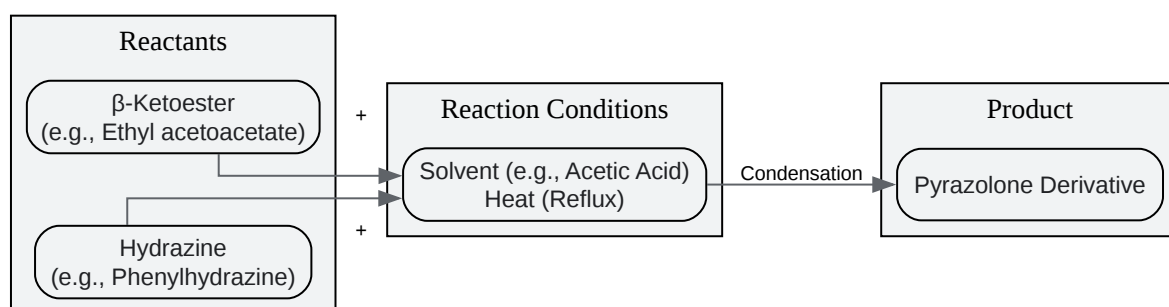 Reactants
β-Ketoester
(e.g., Ethyl acetoacetate)
Hydrazine
(e.g., Phenylhydrazine)
+
+
Reaction Conditions
Solvent (e.g., Acetic Acid)
Heat (Reflux)
Condensation
Product
Pyrazolone Derivative